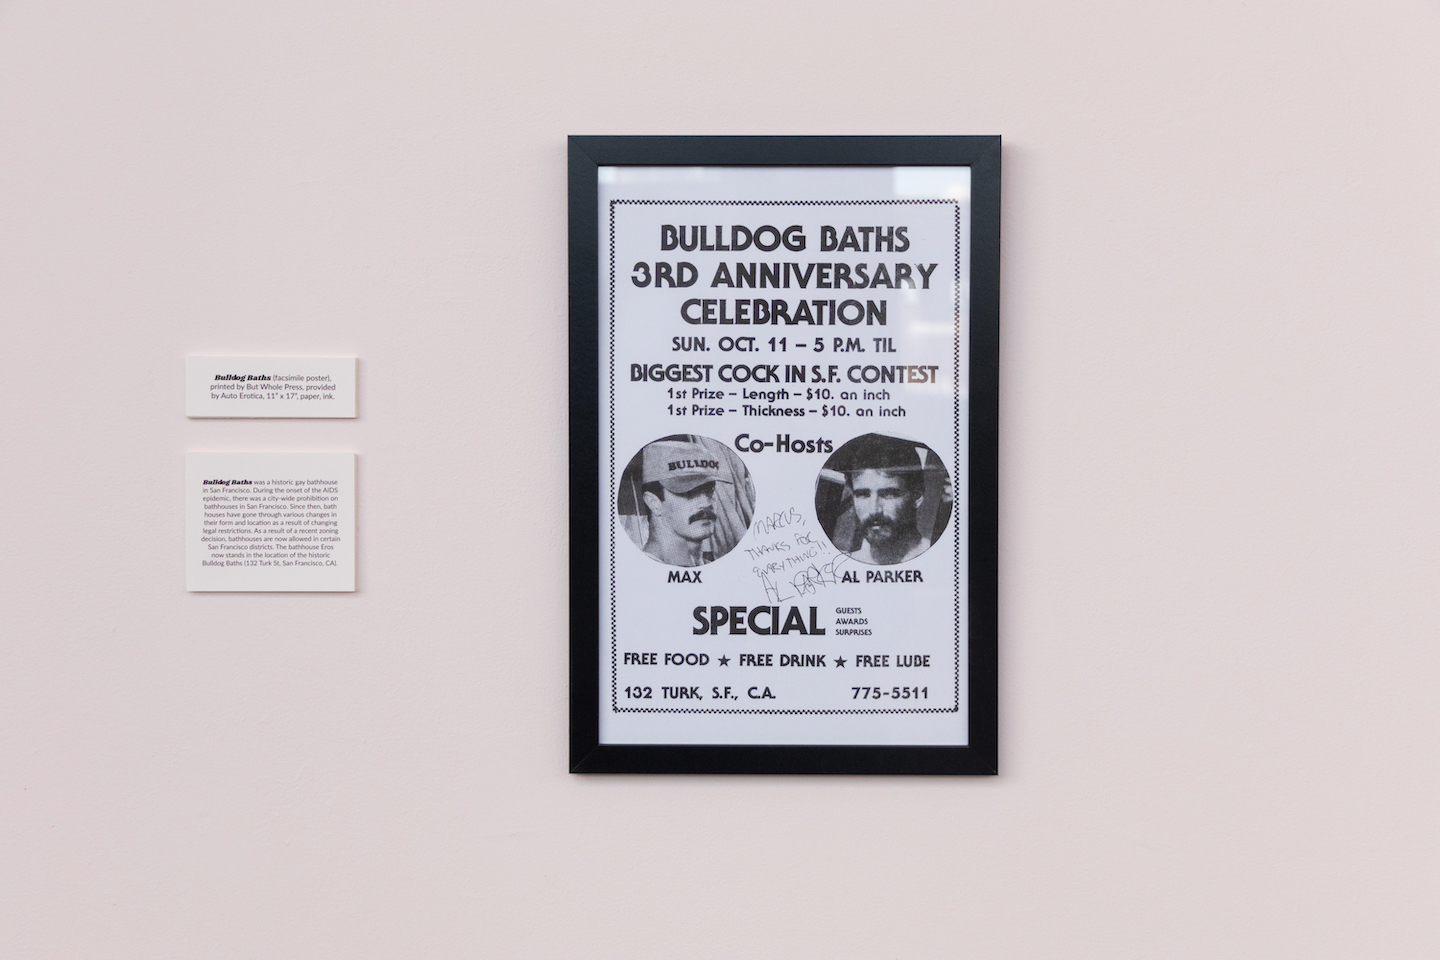 Bulldog Baths (facsimile poster),
printed by But Whole Press, provided
by Auto Erotica, 11" x 17", paper, ink.
Bulldog Baths was a historic gay bathhouse
in San Francisco. During the onset of the AIDS
epidemic, there was a city-wide prohibition on
bathhouses in San Francisco. Since then, bath
houses have gone through various changes in
their form and location as a result of changing
legal restrictions. As a result of a recent zoning
decision, bathhouses are now allowed in certain
San Francisco districts. The bathhouse Eros
now stands in the location of the historic
Bulldog Baths (132 Turk St, San Francisco, CA).
BULLDOG BATHS
3RD ANNIVERSARY
CELEBRATION
SUN. OCT. 11 – 5 P.M. TIL
BIGGEST COCK IN S.F. CONTEST
1st Prize – Length – $10. an inch
1st Prize – Thickness – $10. an inch
Co-Hosts
BULLDOG
MARCUS,
THANKS FOR
EVERYTHING!!
AL PARKER
MAX
AL PARKER
SPECIAL
GUESTS
AWARDS
SURPRISES
FREE FOOD ★ FREE DRINK ★ FREE LUBE
132 TURK, S.F., C.A. 775-5511